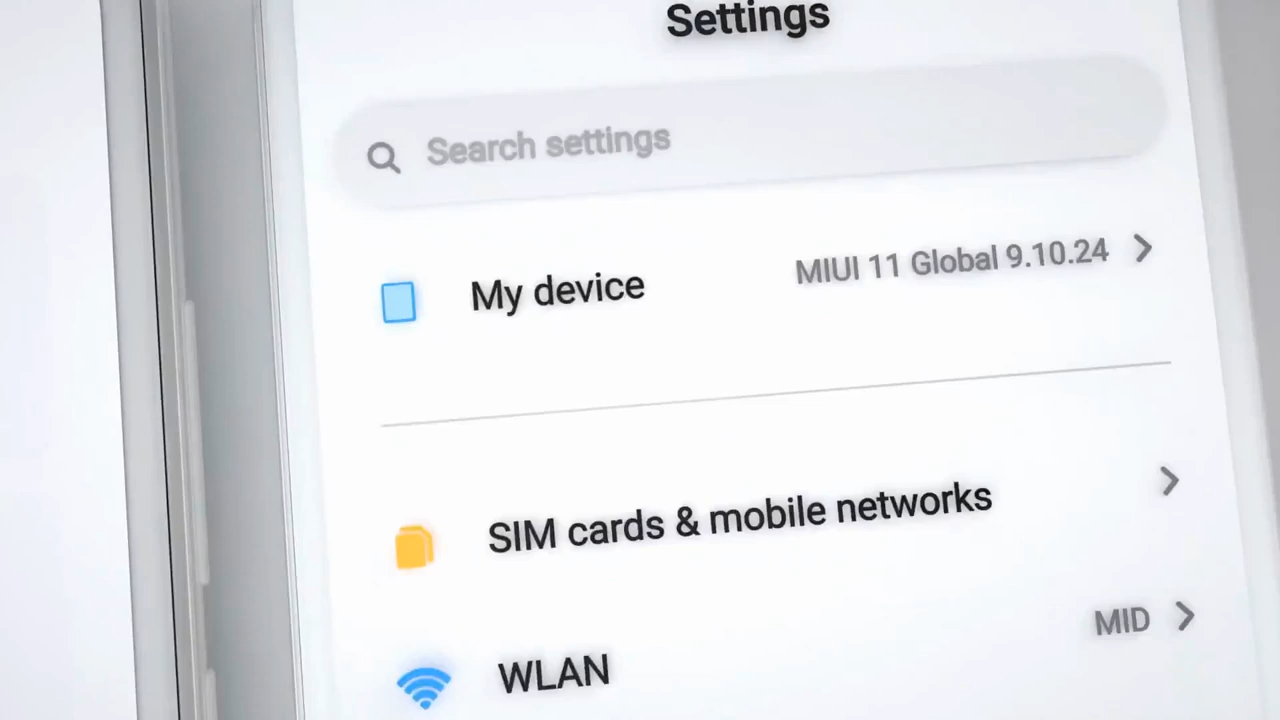 Settings
Search settings
My device MIUI 11 Global 9.10.24
SIM cards & mobile networks
WLAN MID